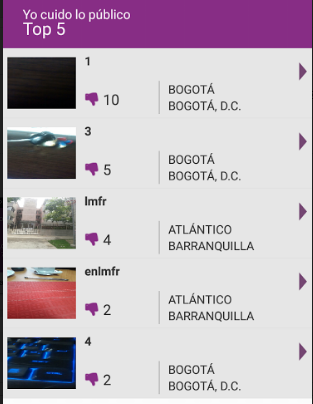 Yo cuido lo público
Top 5
1
10
BOGOTÁ
BOGOTÁ, D.C.
3
5
BOGOTÁ
BOGOTÁ, D.C.
lmfr
4
ATLÁNTICO
BARRANQUILLA
enlmfr
2
ATLÁNTICO
BARRANQUILLA
4
2
BOGOTÁ
BOGOTÁ, D.C.